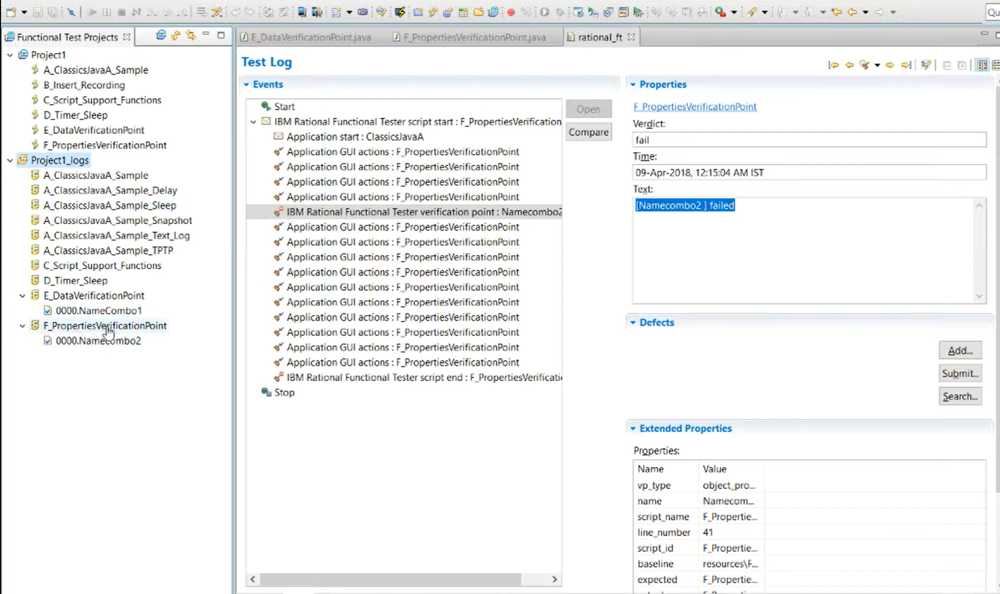 Qu
Functional Test Projects
E_DataVerificationPoint.java
F_PropertiesVerificationPoint.java
rational_ft
Project1
A_ClassicsJavaA_Sample
B_Insert_Recording
C_Script_Support_Functions
D_Timer_Sleep
E_DataVerificationPoint
F_PropertiesVerificationPoint
Project1_logs
A_ClassicsJavaA_Sample
A_ClassicsJavaA_Sample_Delay
A_ClassicsJavaA_Sample_Sleep
A_ClassicsJavaA_Sample_Snapshot
A_ClassicsJavaA_Sample_Text_Log
A_ClassicsJavaA_Sample_TPTP
C_Script_Support_Functions
D_Timer_Sleep
E_DataVerificationPoint
0000.NameCombo1
F_PropertiesVerificationPoint
0000.Namecombo2
Test Log
Events
Start
IBM Rational Functional Tester script start : F_PropertiesVerification
Application start : ClassicsJavaA
Application GUI actions : F_PropertiesVerificationPoint
Application GUI actions : F_PropertiesVerificationPoint
Application GUI actions : F_PropertiesVerificationPoint
Application GUI actions : F_PropertiesVerificationPoint
IBM Rational Functional Tester verification point : Namecombo2
Application GUI actions : F_PropertiesVerificationPoint
Application GUI actions : F_PropertiesVerificationPoint
Application GUI actions : F_PropertiesVerificationPoint
Application GUI actions : F_PropertiesVerificationPoint
Application GUI actions : F_PropertiesVerificationPoint
Application GUI actions : F_PropertiesVerificationPoint
Application GUI actions : F_PropertiesVerificationPoint
Application GUI actions : F_PropertiesVerificationPoint
Application GUI actions : F_PropertiesVerificationPoint
Application GUI actions : F_PropertiesVerificationPoint
IBM Rational Functional Tester script end : F_PropertiesVerificati
Stop
Open
Compare
Properties
F_PropertiesVerificationPoint
Verdict:
fail
Time:
09-Apr-2018, 12:15:04 AM IST
Text:
[Namecombo2 ] failed
Defects
Add...
Submit...
Search...
Extended Properties
Properties:
Name Value
vp_type object_pro...
name Namecom...
script_name F_Propertie...
line_number 41
script_id F_Propertie...
baseline resources\F...
expected F_Propertie...